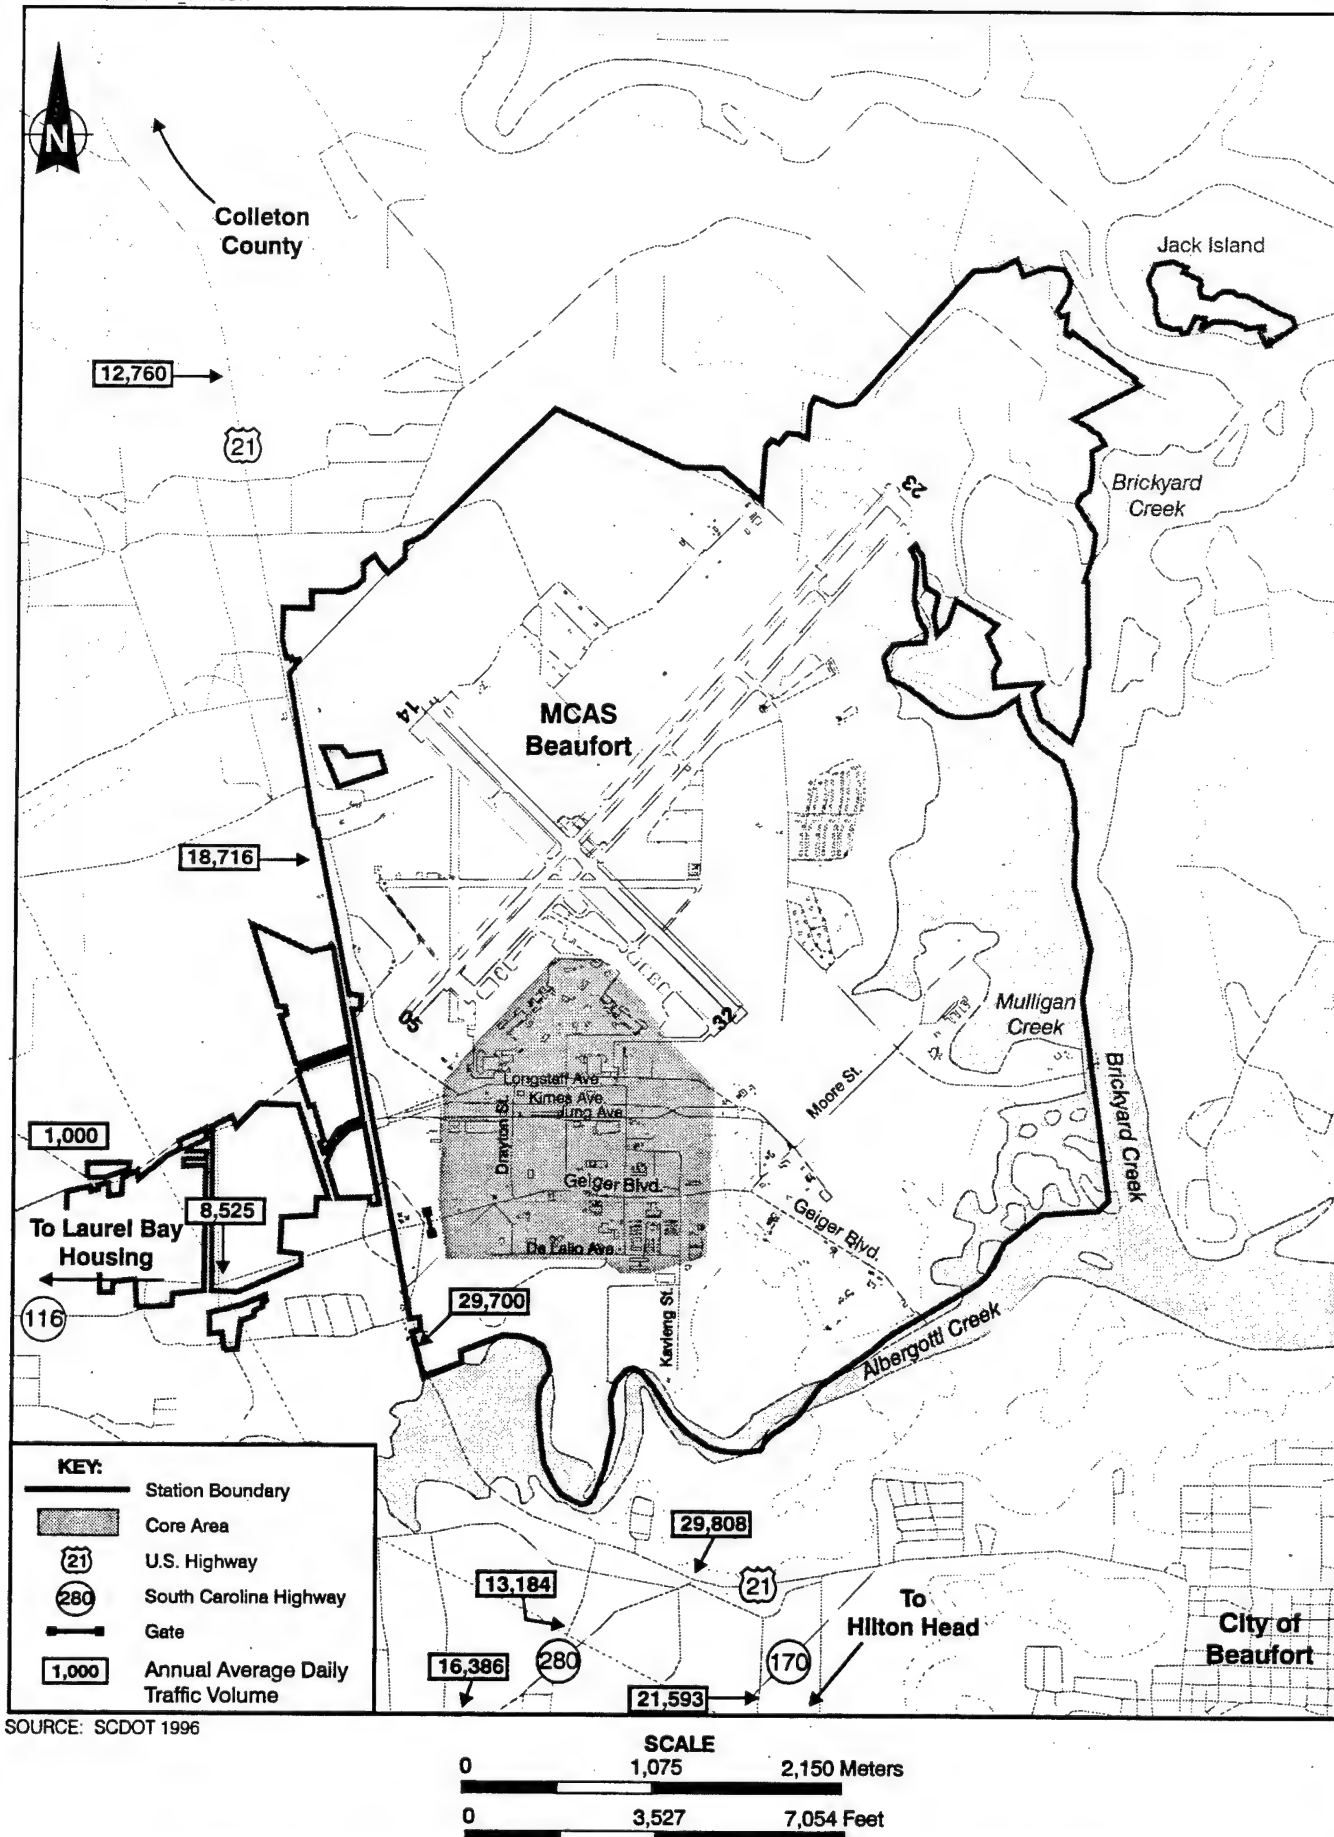 N
Colleton
County
Jack Island
12,760
21
Brickyard
Creek
23
14
MCAS
Beaufort
18,716
05
32
Mulligan
Creek
Brickyard Creek
Longstaff Ave.
Kimes Ave.
Jung Ave.
Drayton St.
Moore St.
1,000
8,525
Geiger Blvd.
Geiger Blvd.
To Laurel Bay
Housing
De Lalio Ave.
116
29,700
Kavieng St.
Albergotti Creek
KEY:
Station Boundary
Core Area
21
U.S. Highway
280
South Carolina Highway
Gate
1,000
Annual Average Daily
Traffic Volume
29,808
13,184
21
To
Hilton Head
City of
Beaufort
16,386
280
170
21,593
SOURCE: SCDOT 1996
SCALE
0 1,075 2,150 Meters
0 3,527 7,054 Feet